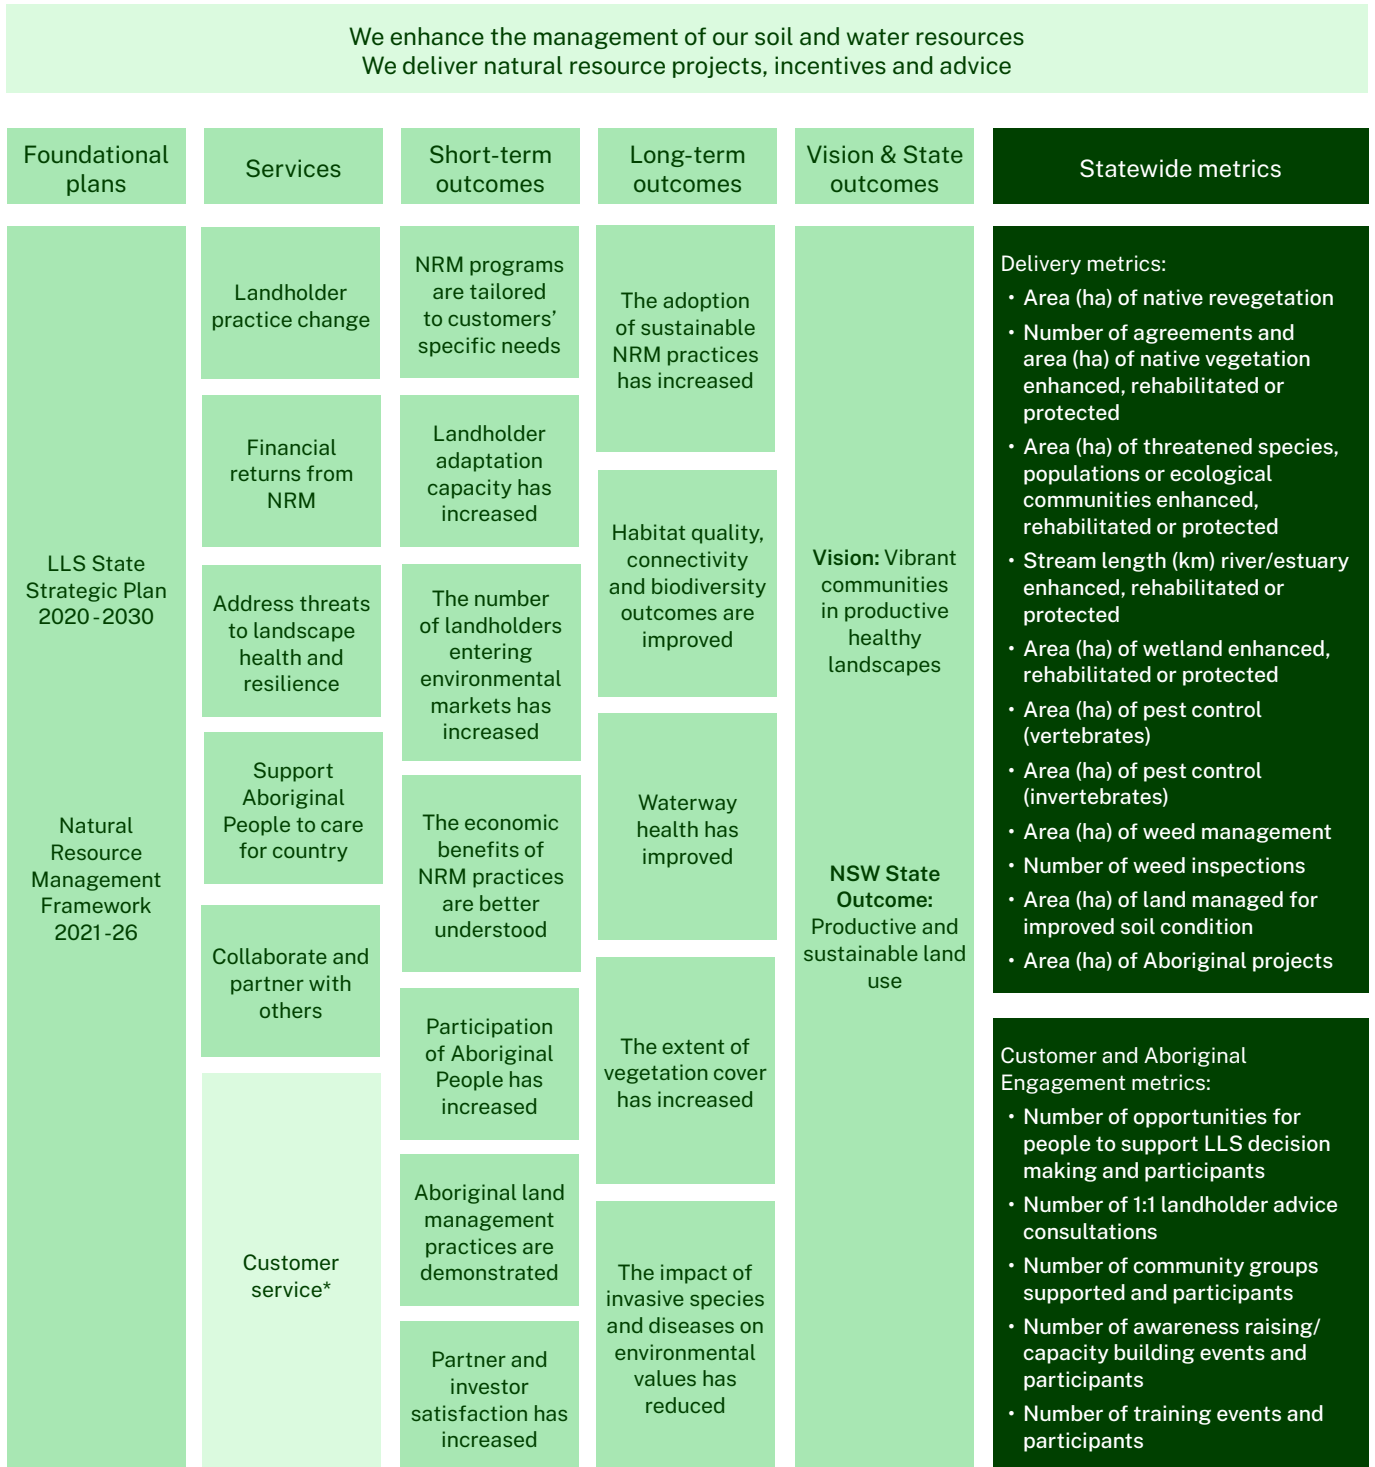 We enhance the management of our soil and water resources
We deliver natural resource projects, incentives and advice
Foundational
plans
Services
Short-term
outcomes
Long-term
outcomes
Vision & State
outcomes
Statewide metrics
LLS State
Strategic Plan
2020-2030
Natural
Resource
Management
Framework
2021-26
Landholder
practice change
Financial
returns from
NRM
Address threats
to landscape
health and
resilience
Support
Aboriginal
People to care
for country
Collaborate and
partner with
others
Customer
service*
NRM programs
are tailored
to customers’
specific needs
Landholder
adaptation
capacity has
increased
The number
of landholders
entering
environmental
markets has
increased
The economic
benefits of
NRM practices
are better
understood
Participation
of Aboriginal
People has
increased
Aboriginal land
management
practices are
demonstrated
Partner and
investor
satisfaction has
increased
The adoption
of sustainable
NRM practices
has increased
Habitat quality,
connectivity
and biodiversity
outcomes are
improved
Waterway
health has
improved
The extent of
vegetation cover
has increased
The impact of
invasive species
and diseases on
environmental
values has
reduced
Vision: Vibrant
communities
in productive
healthy
landscapes
NSW State
Outcome:
Productive and
sustainable land
use
Delivery metrics:
• Area (ha) of native revegetation
• Number of agreements and
area (ha) of native vegetation
enhanced, rehabilitated or
protected
• Area (ha) of threatened species,
populations or ecological
communities enhanced,
rehabilitated or protected
• Stream length (km) river/estuary
enhanced, rehabilitated or
protected
• Area (ha) of wetland enhanced,
rehabilitated or protected
• Area (ha) of pest control
(vertebrates)
• Area (ha) of pest control
(invertebrates)
• Area (ha) of weed management
• Number of weed inspections
• Area (ha) of land managed for
improved soil condition
• Area (ha) of Aboriginal projects
Customer and Aboriginal
Engagement metrics:
• Number of opportunities for
people to support LLS decision
making and participants
• Number of 1:1 landholder advice
consultations
• Number of community groups
supported and participants
• Number of awareness raising/
capacity building events and
participants
• Number of training events and
participants